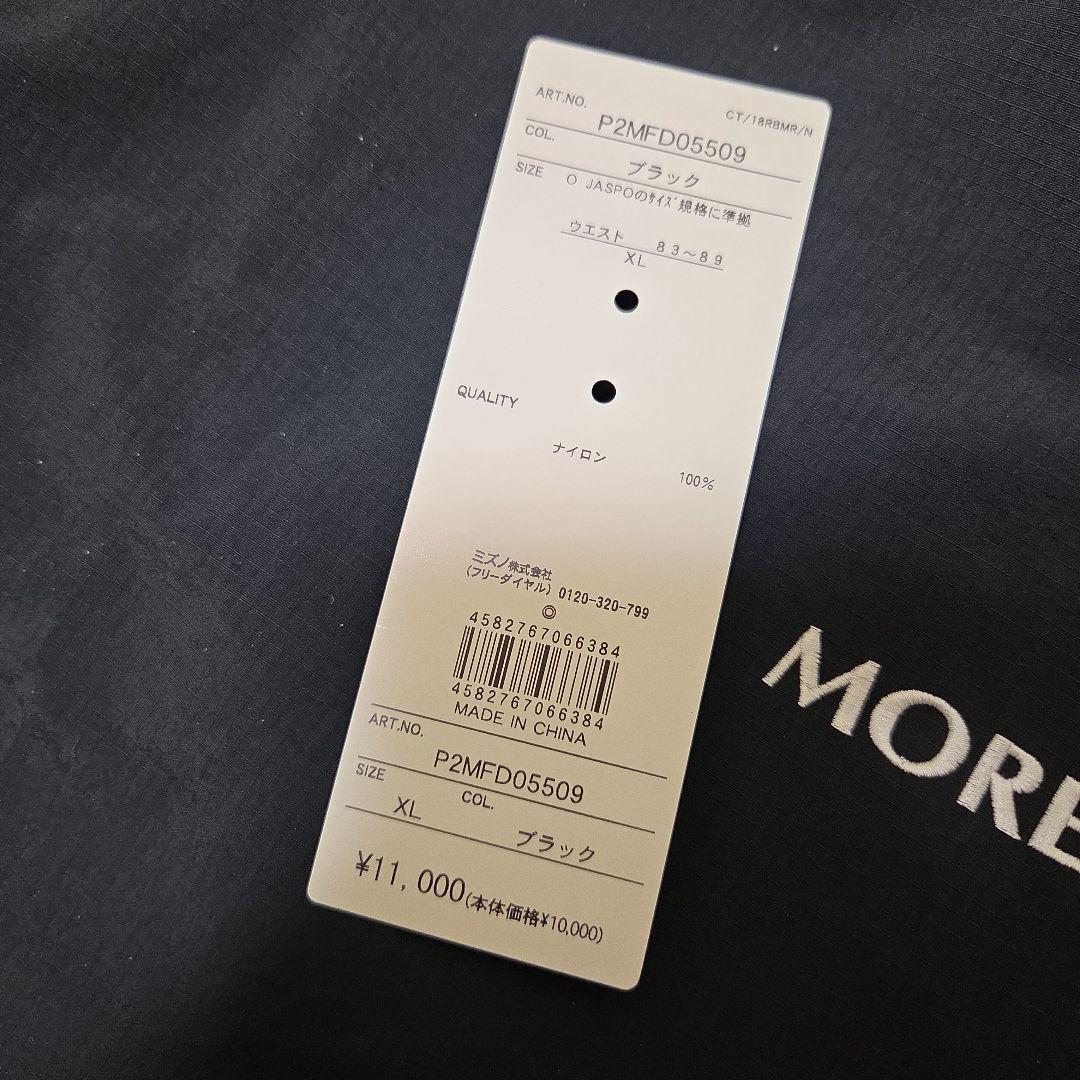 ART.NO.
CT/18RBMR/N
P2MFD05509
COL.
ブラック
SIZE
O JASPOのｻｲｽﾞ規格に準拠
ウエスト 83～89
XL
QUALITY
ナイロン
100%
ミズノ株式会社
(フリーダイヤル) 0120-320-799
◎
4582767066384
4582767066384
MADE IN CHINA
ART.NO.
P2MFD05509
SIZE
COL.
XL
ブラック
¥11,000(本体価格¥10,000)
MORE